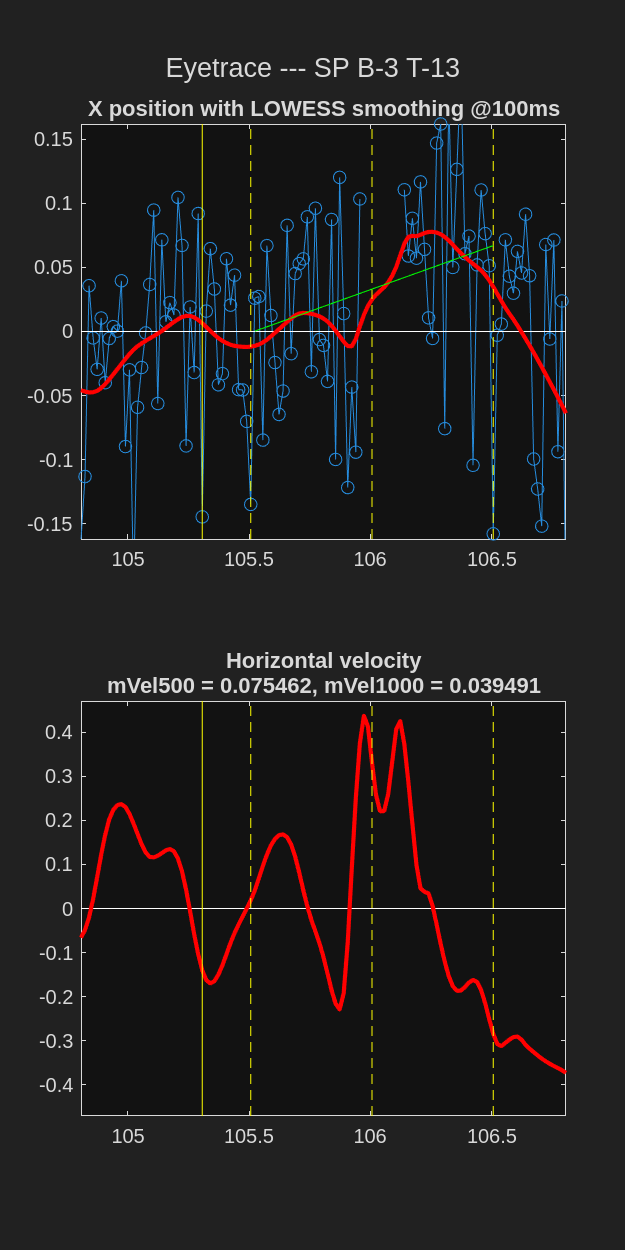 Eyetrace --- SP B-3 T-13
X position with LOWESS smoothing @100ms
0.15
0.1
0.05
0
-0.05
-0.1
-0.15
105 105.5 106 106.5
Horizontal velocity
mVel500 = 0.075462, mVel1000 = 0.039491
0.4
0.3
0.2
0.1
0
-0.1
-0.2
-0.3
-0.4
105 105.5 106 106.5